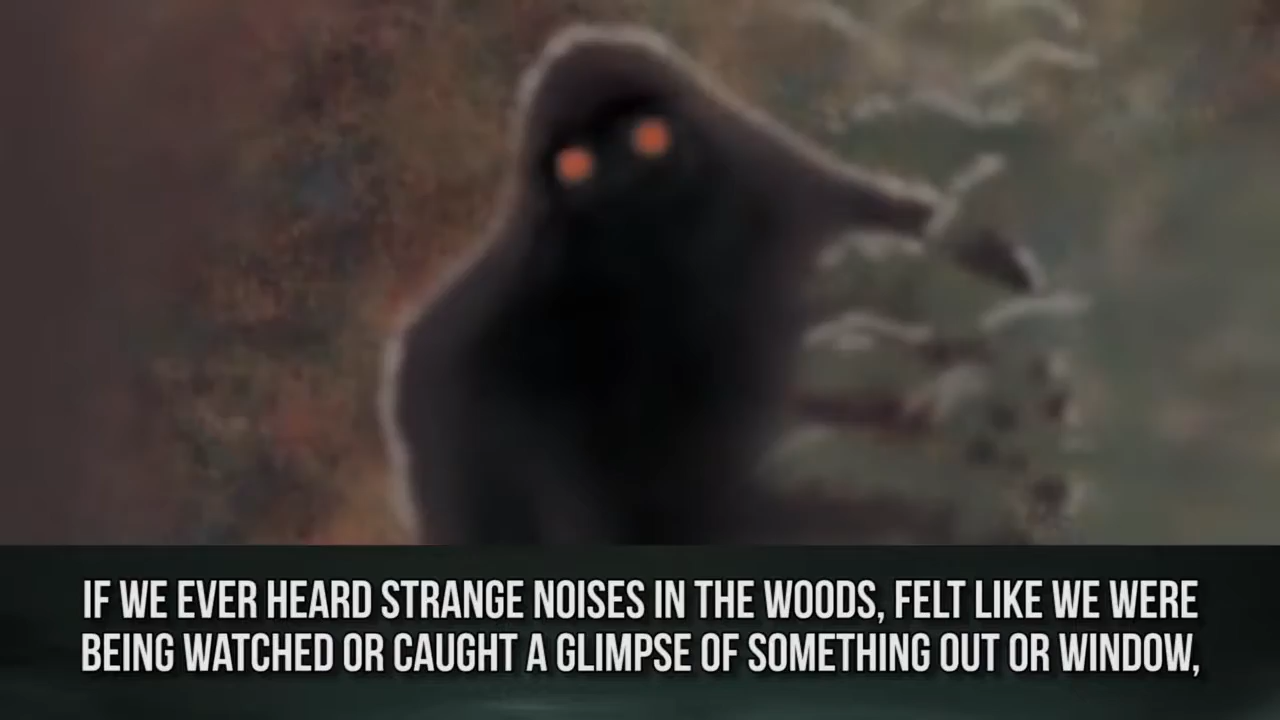 IF WE EVER HEARD STRANGE NOISES IN THE WOODS, FELT LIKE WE WERE
BEING WATCHED OR CAUGHT A GLIMPSE OF SOMETHING OUT OR WINDOW,